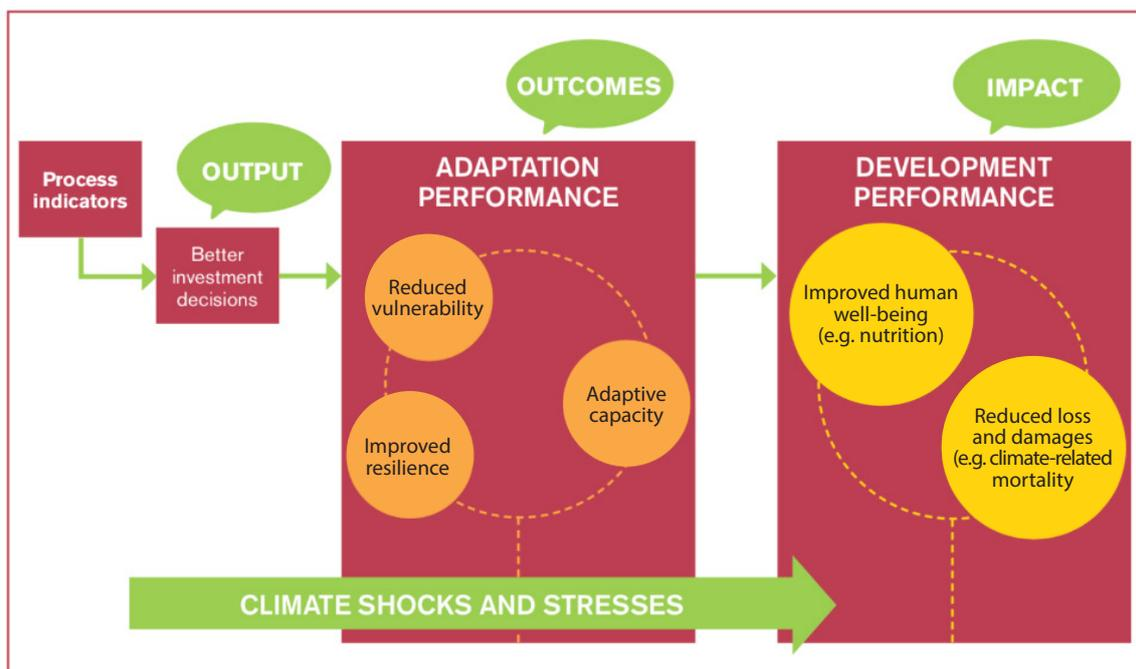 Process
indicators
OUTPUT
Better
investment
decisions
OUTCOMES
ADAPTATION
PERFORMANCE
Reduced
vulnerability
Adaptive
capacity
Improved
resilience
IMPACT
DEVELOPMENT
PERFORMANCE
Improved human
well-being
(e.g. nutrition)
Reduced loss
and damages
(e.g. climate-related
mortality
CLIMATE SHOCKS AND STRESSES